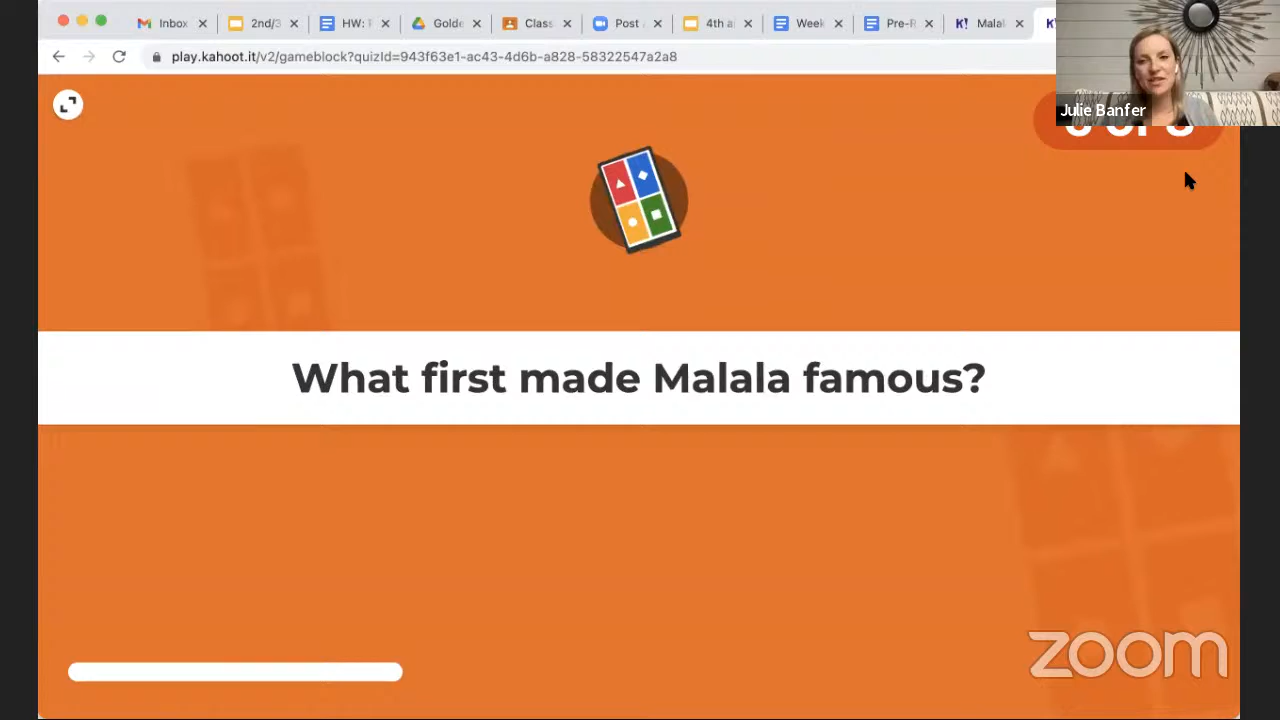 Inbox
2nd/3
HW:
Golde
Class
Post
4th a
Week
Pre-R
Malal
K!
play.kahoot.it/v2/gameblock?quizId=943f63e1-ac43-4d6b-a828-58322547a2a8
Julie Banfer
What first made Malala famous?
zoom